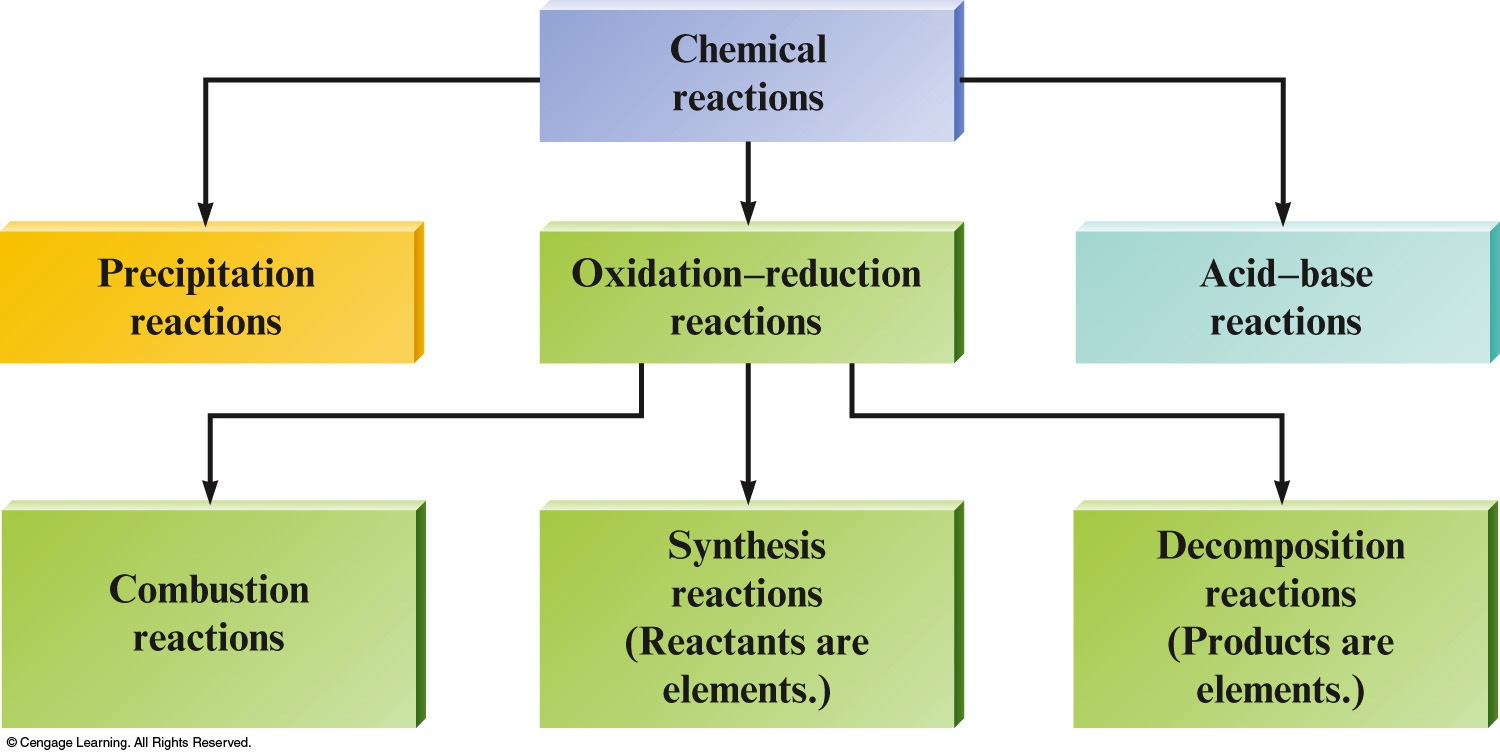 Chemical
reactions
Precipitation
reactions
Oxidation–reduction
reactions
Acid–base
reactions
Combustion
reactions
Synthesis
reactions
(Reactants are
elements.)
Decomposition
reactions
(Products are
elements.)
© Cengage Learning. All Rights Reserved.